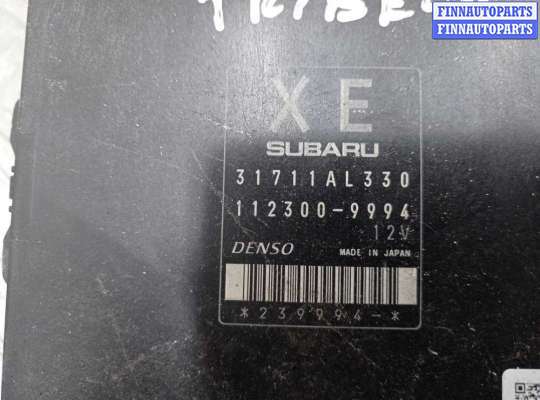 FINNAUTOPARTS
FINNAUTOPARTS
XE
SUBARU
31711AL330
112300-9994
12V
DENSO
MADE IN JAPAN
*239994-*